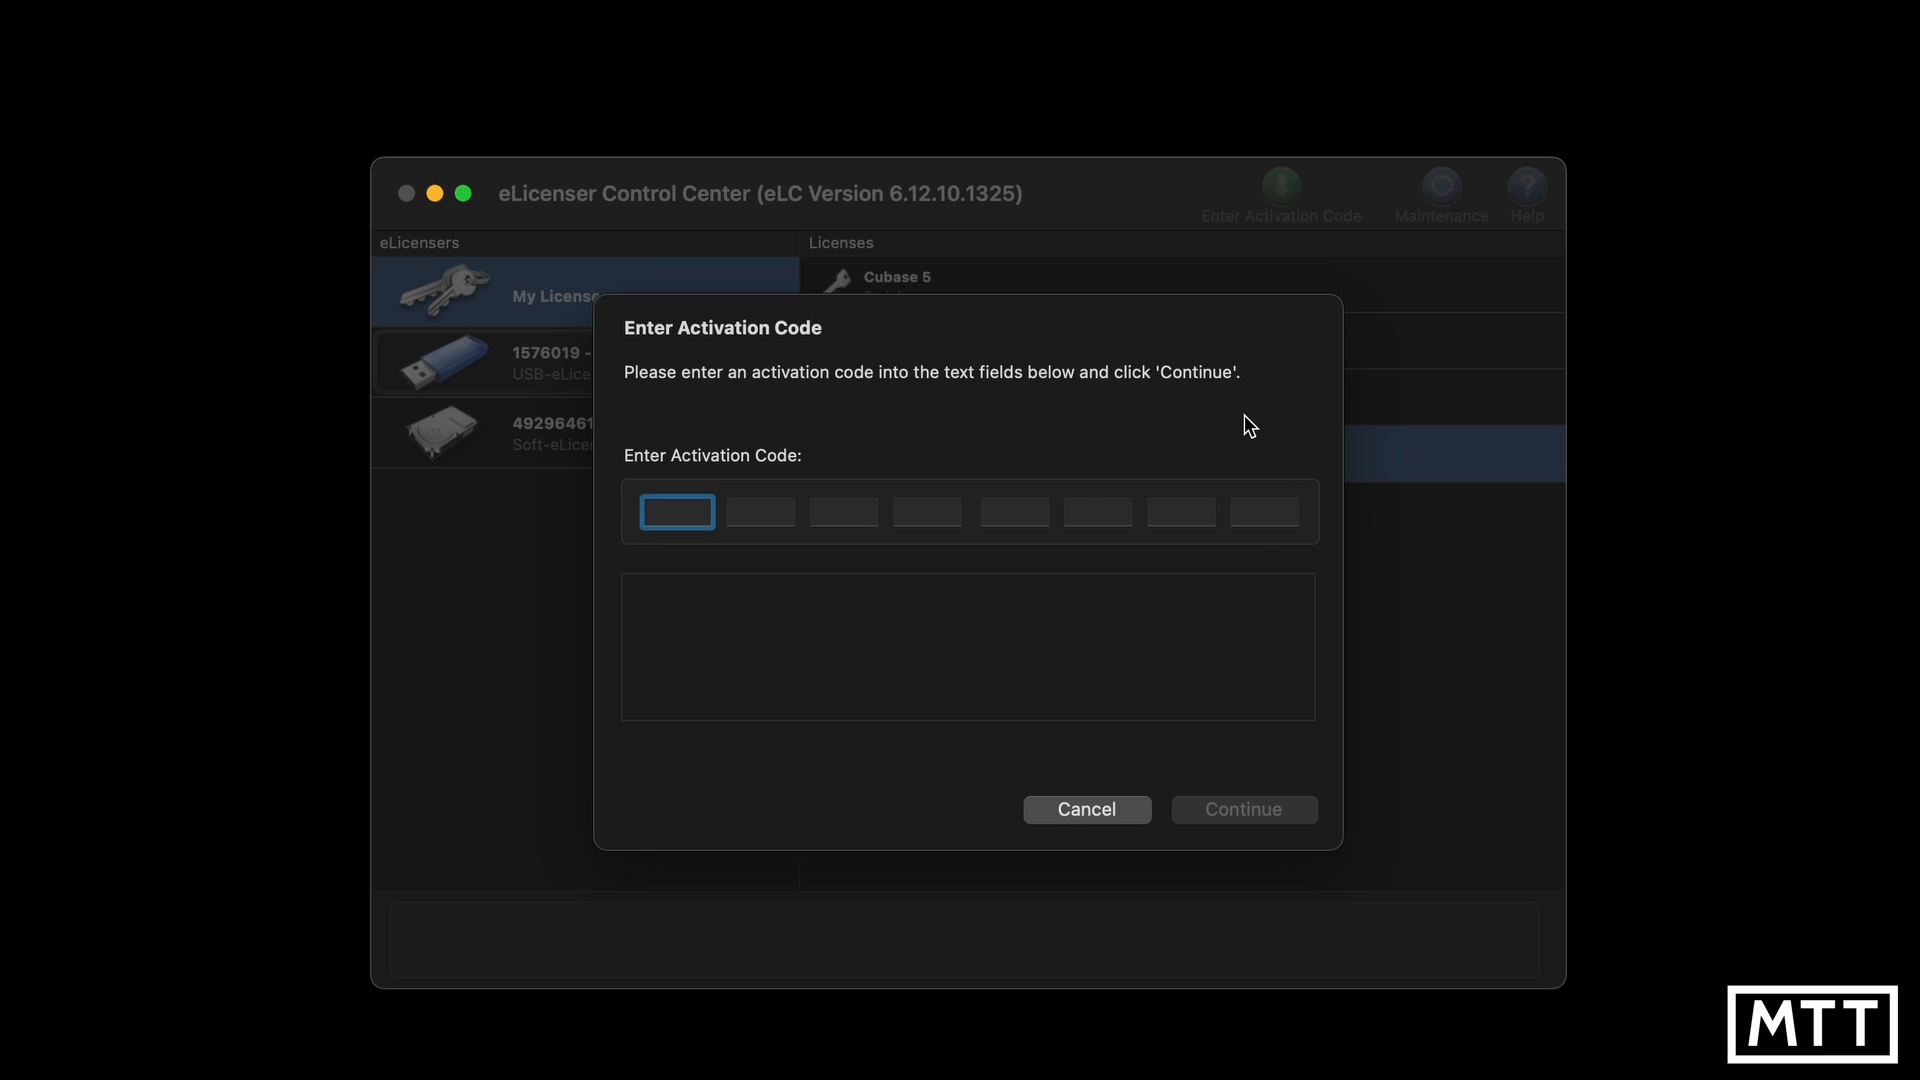 eLicenser Control Center (eLC Version 6.12.10.1325)
Enter Activation Code
Maintenance
Help
eLicensers
Licenses
My License
Cubase 5
1576019 -
USB-eLice
49296461
Soft-eLice
Enter Activation Code
Please enter an activation code into the text fields below and click 'Continue'.
Enter Activation Code:
Cancel
Continue
MTT